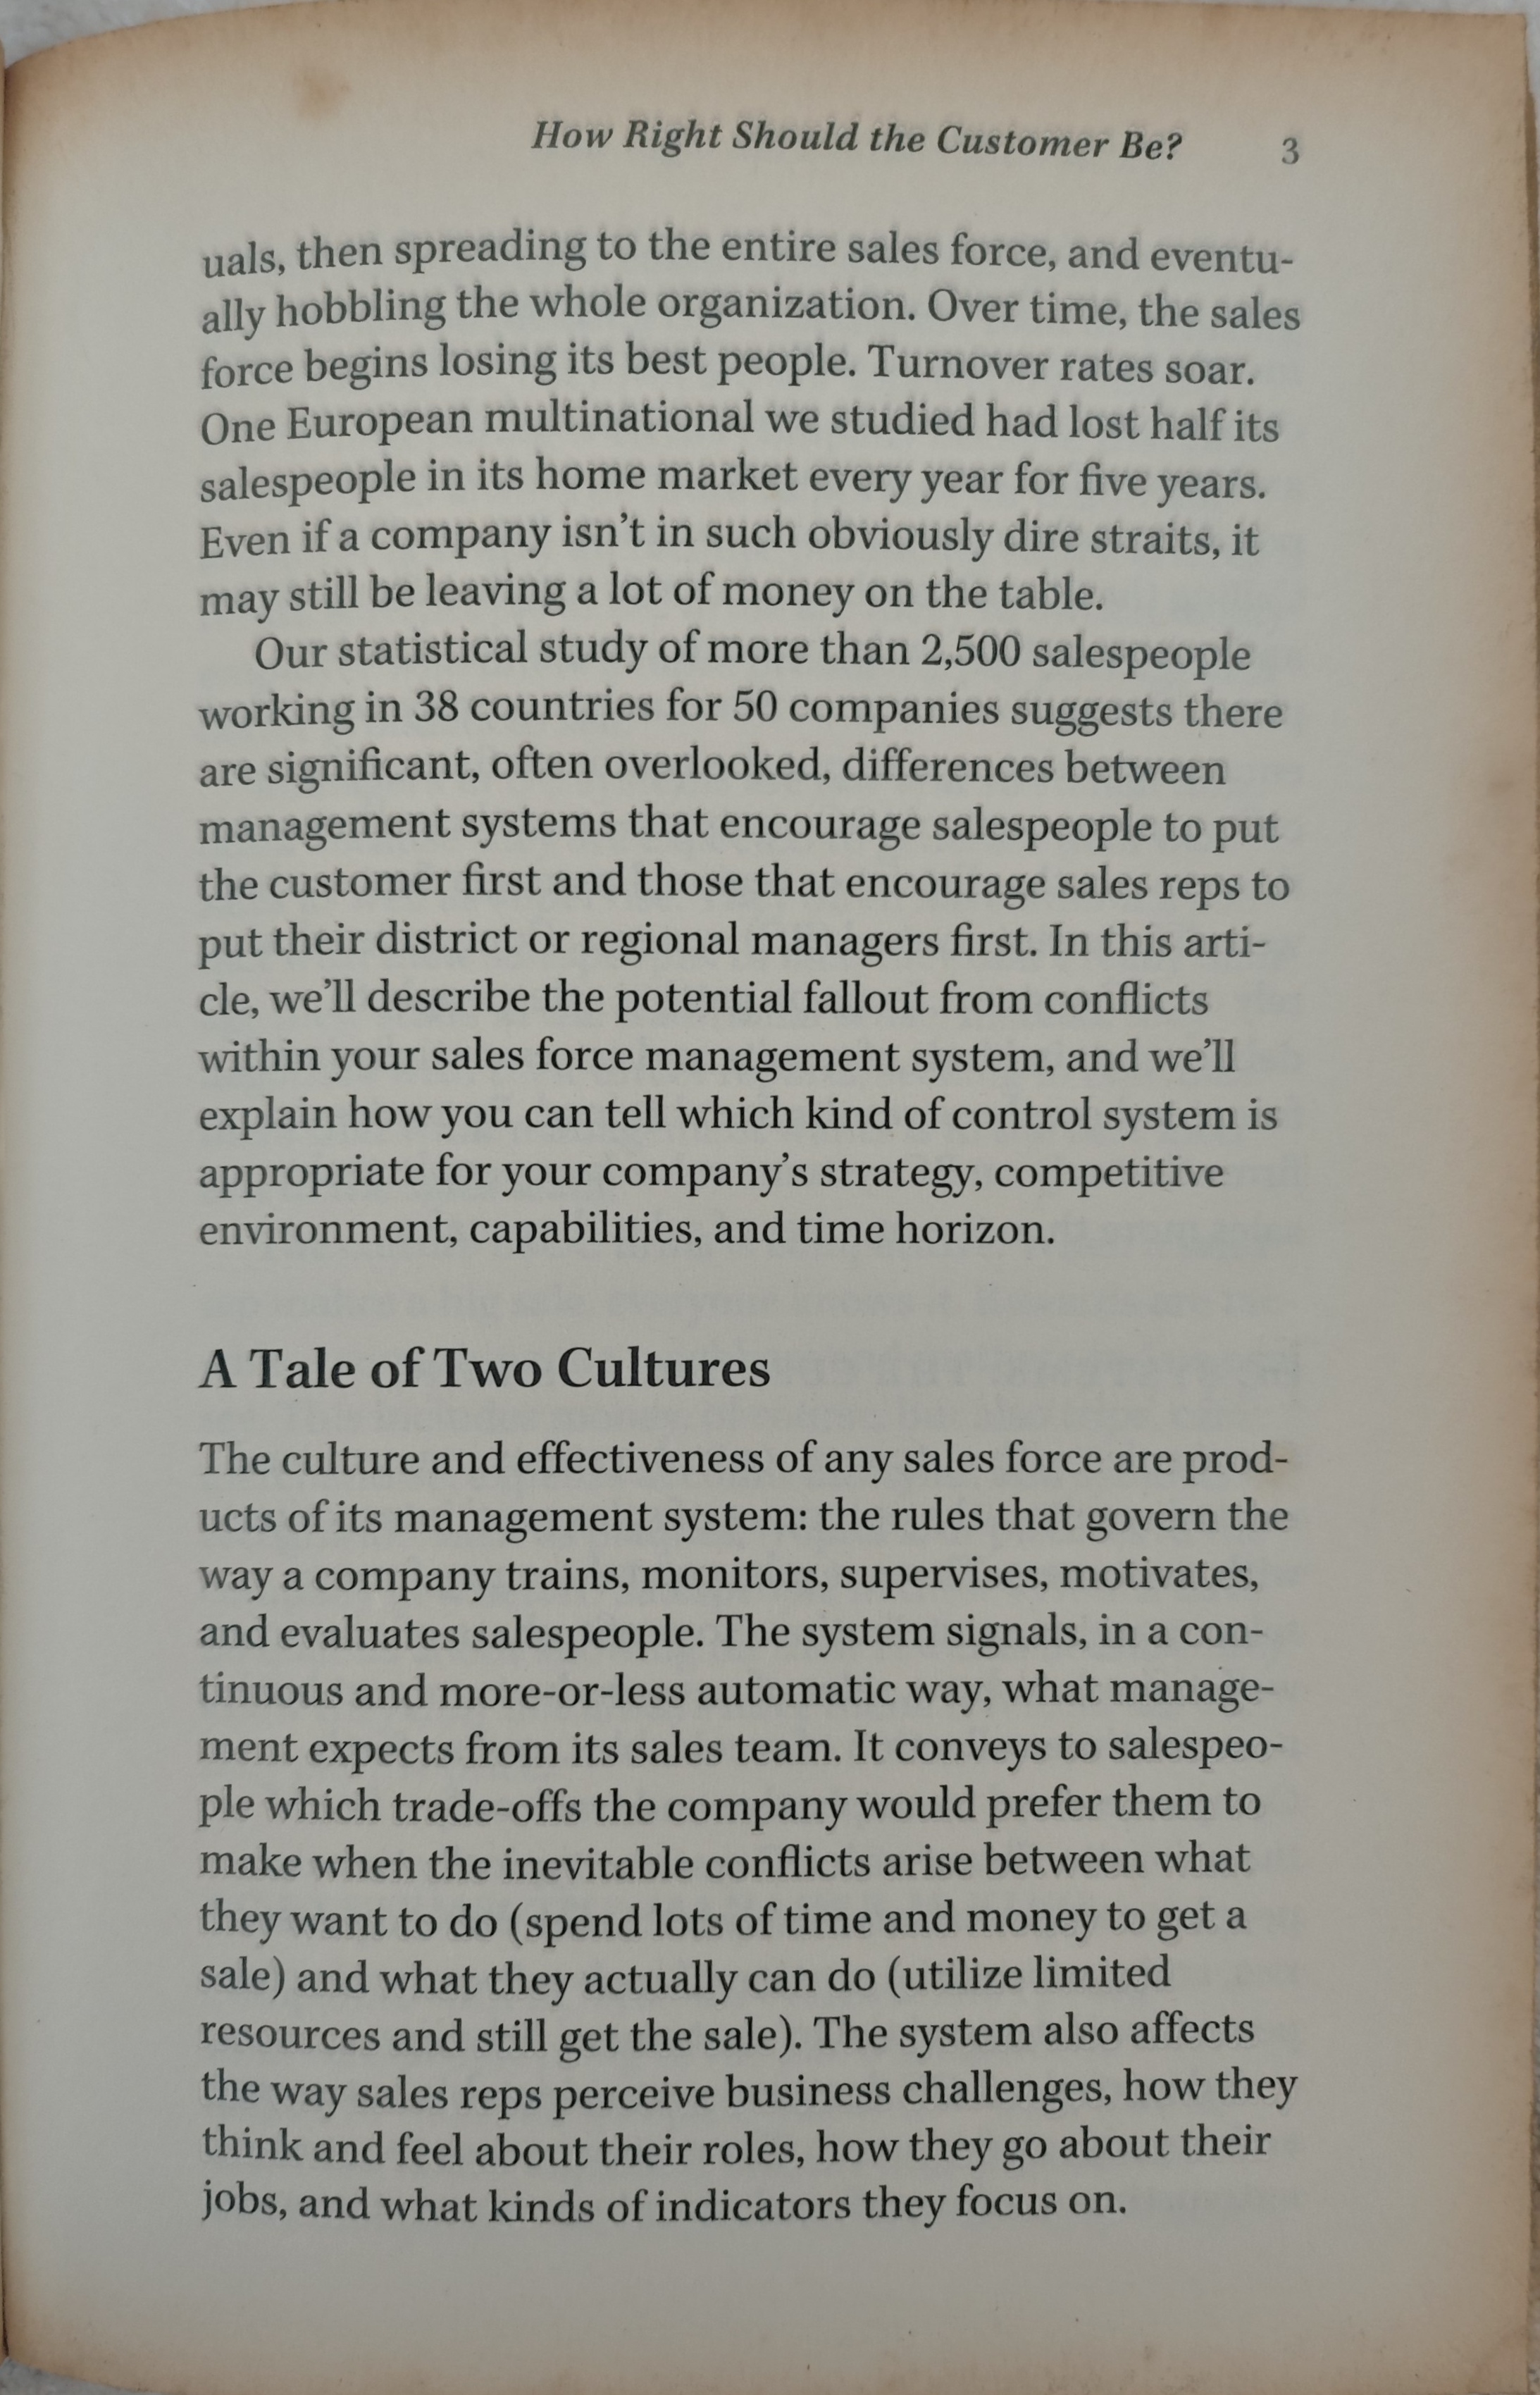 How Right Should the Customer Be? 3
uals, then spreading to the entire sales force, and eventu-
ally hobbling the whole organization. Over time, the sales
force begins losing its best people. Turnover rates soar.
One European multinational we studied had lost half its
salespeople in its home market every year for five years.
Even if a company isn't in such obviously dire straits, it
may still be leaving a lot of money on the table.
Our statistical study of more than 2,500 salespeople
working in 38 countries for 50 companies suggests there
are significant, often overlooked, differences between
management systems that encourage salespeople to put
the customer first and those that encourage sales reps to
put their district or regional managers first. In this arti-
cle, we'll describe the potential fallout from conflicts
within your sales force management system, and we'll
explain how you can tell which kind of control system is
appropriate for your company's strategy, competitive
environment, capabilities, and time horizon.
A Tale of Two Cultures
The culture and effectiveness of any sales force are prod-
ucts of its management system: the rules that govern the
way a company trains, monitors, supervises, motivates,
and evaluates salespeople. The system signals, in a con-
tinuous and more-or-less automatic way, what manage-
ment expects from its sales team. It conveys to salespeo-
ple which trade-offs the company would prefer them to
make when the inevitable conflicts arise between what
they want to do (spend lots of time and money to get a
sale) and what they actually can do (utilize limited
resources and still get the sale). The system also affects
the way sales reps perceive business challenges, how they
think and feel about their roles, how they go about their
jobs, and what kinds of indicators they focus on.